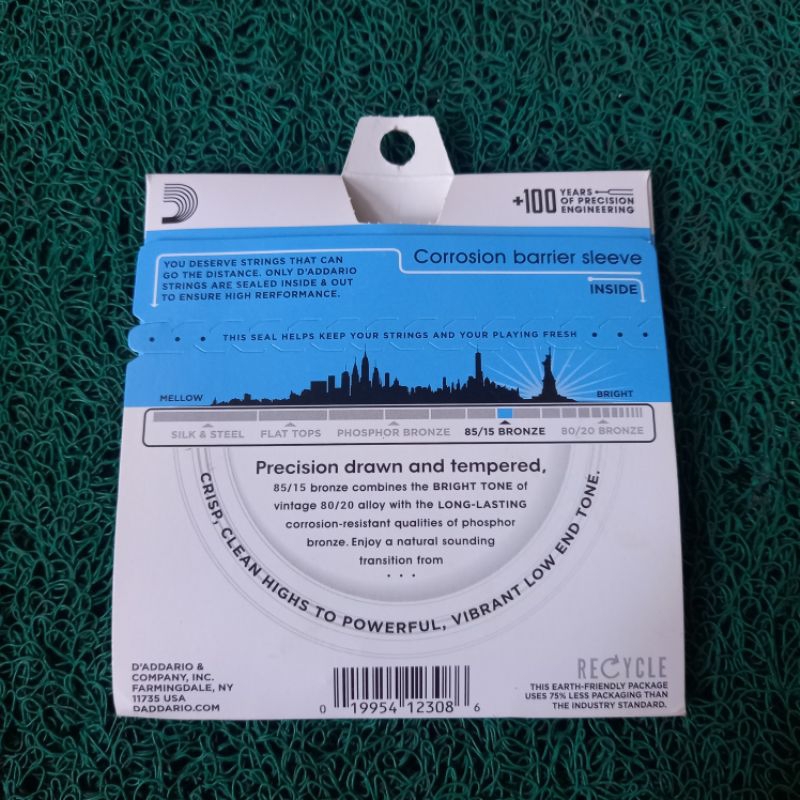 +100 YEARS
OF PRECISION
ENGINEERING
YOU DESERVE STRINGS THAT CAN
GO THE DISTANCE. ONLY D'ADDARIO
STRINGS ARE SEALED INSIDE & OUT
TO ENSURE HIGH RERFORMANCE.
Corrosion barrier sleeve
INSIDE
THIS SEAL HELPS KEEP YOUR STRINGS AND YOUR PLAYING FRESH
MELLOW
BRIGHT
SILK & STEEL FLAT TOPS PHOSPHOR BRONZE 85/15 BRONZE 80/20 BRONZE
Precision drawn and tempered,
85/15 bronze combines the BRIGHT TONE of
vintage 80/20 alloy with the LONG-LASTING
corrosion-resistant qualities of phosphor
bronze. Enjoy a natural sounding
transition from
...
CRISP, CLEAN HIGHS TO POWERFUL, VIBRANT LOW END TONE.
D'ADDARIO &
COMPANY, INC.
FARMINGDALE, NY
11735 USA
DADDARIO.COM
0 19954 12308 6
RECYCLE
THIS EARTH-FRIENDLY PACKAGE
USES 75% LESS PACKAGING THAN
THE INDUSTRY STANDARD.